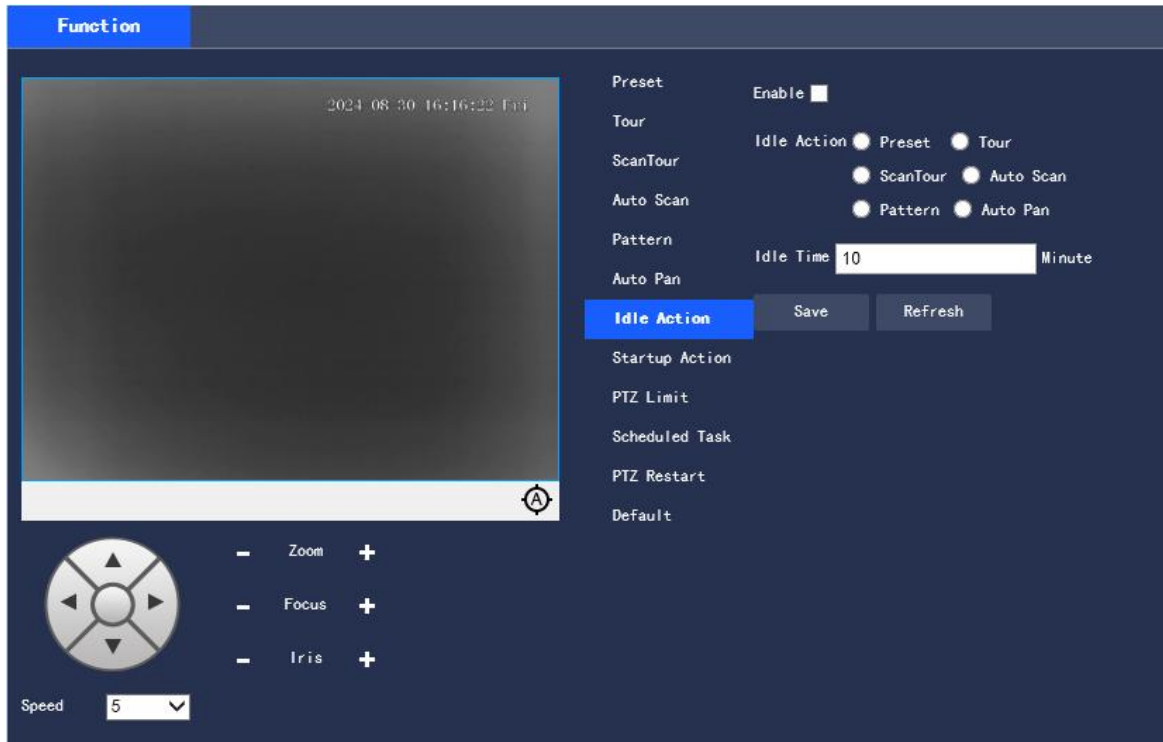 Function
2024-08-30 16:16:22 Fri
A
Zoom
Focus
Iris
Speed 5
Preset
Tour
ScanTour
Auto Scan
Pattern
Auto Pan
Idle Action
Startup Action
PTZ Limit
Scheduled Task
PTZ Restart
Default
Enable
Idle Action Preset Tour
ScanTour Auto Scan
Pattern Auto Pan
Idle Time 10 Minute
Save Refresh